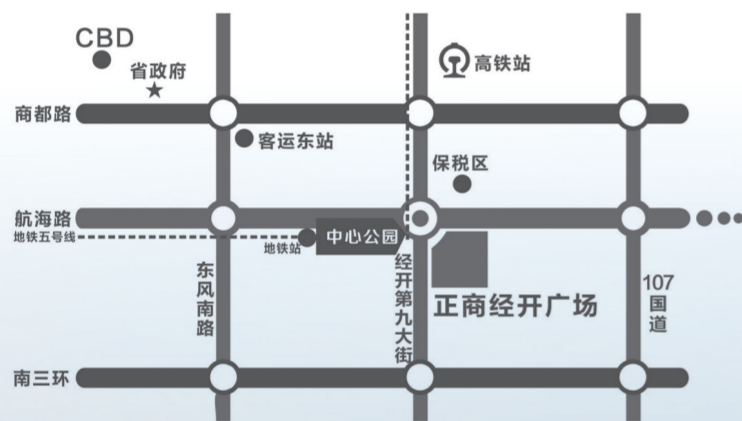 CBD
省政府
高铁站
商都路
客运东站
保税区
航海路
地铁五号线
地铁站
中心公园
东风南路
经开第九大街
正商经开广场
107
国道
南三环